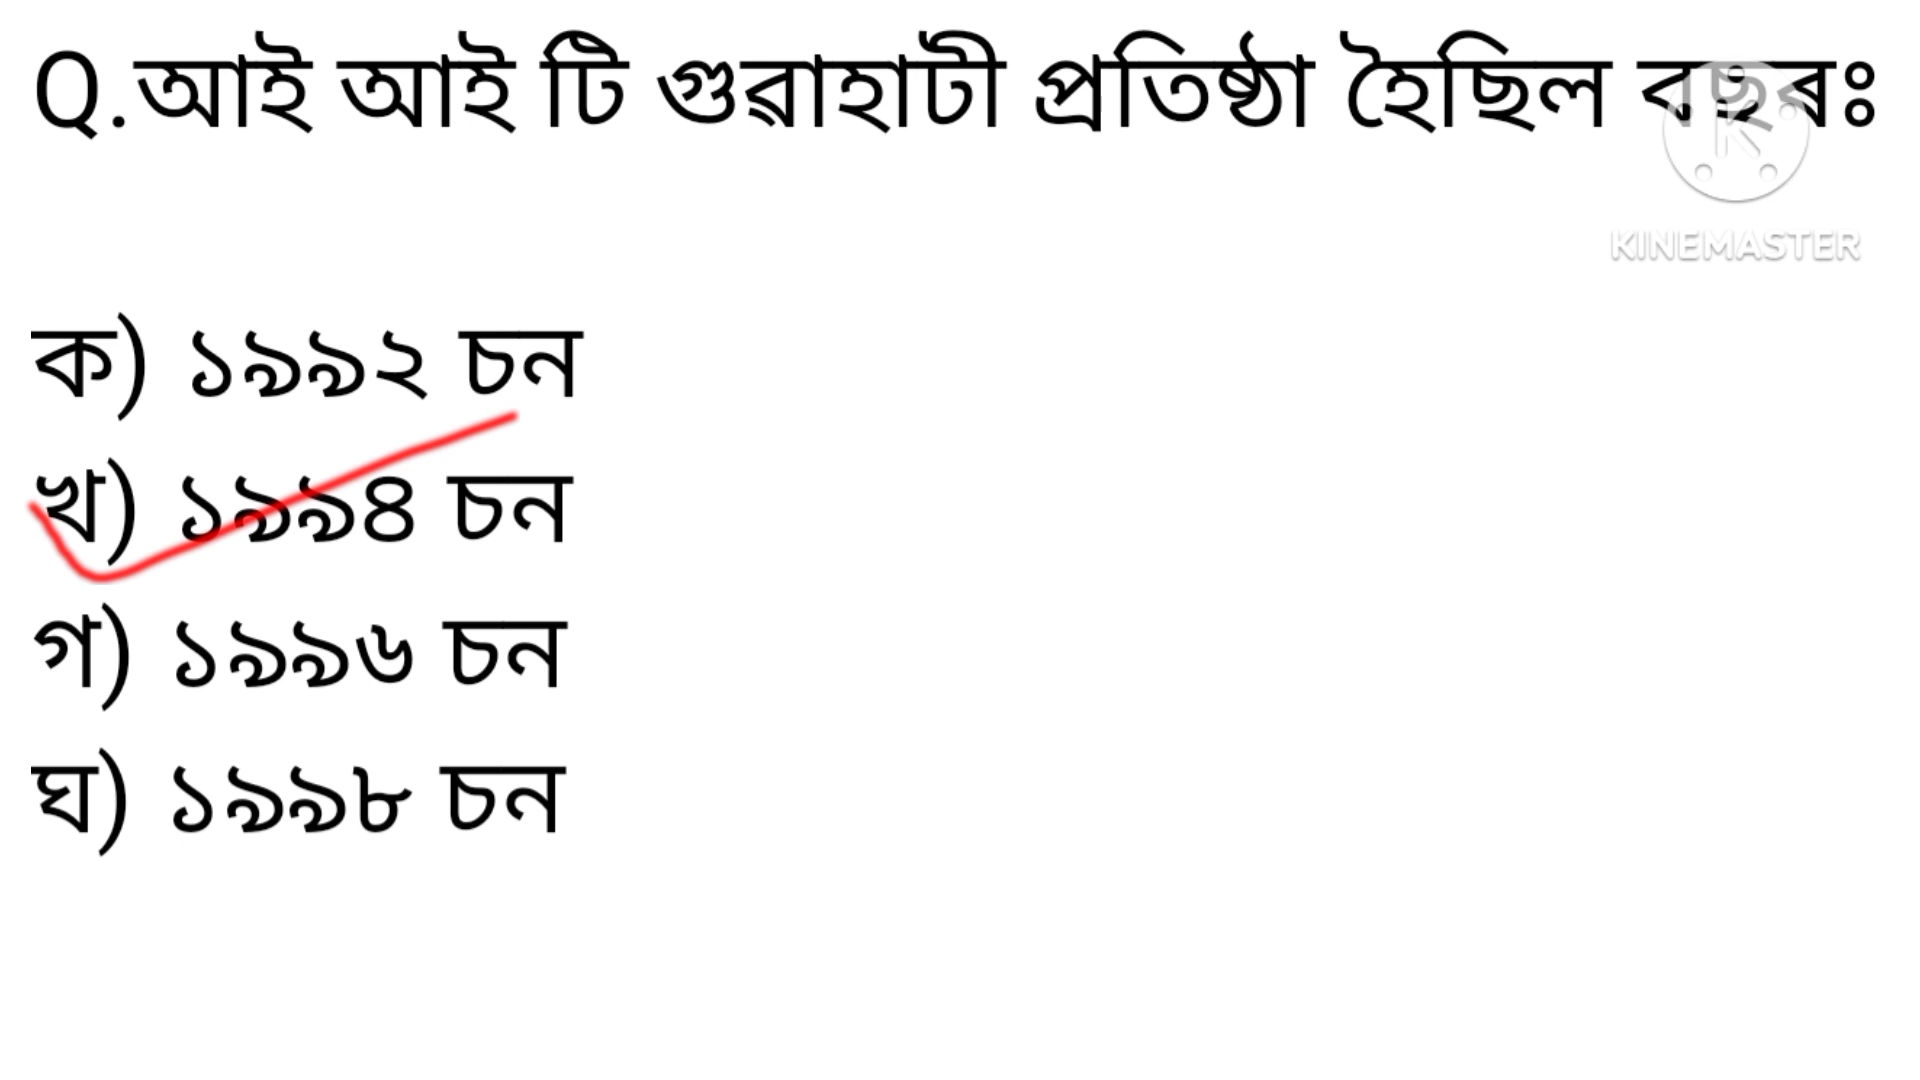 Q.আই আই টি গুৱাহাটী প্ৰতিষ্ঠা হৈছিল বছৰঃ
KINEMASTER
ক) ১৯৯২ চন
খ) ১৯৯৪ চন
গ) ১৯৯৬ চন
ঘ) ১৯৯৮ চন